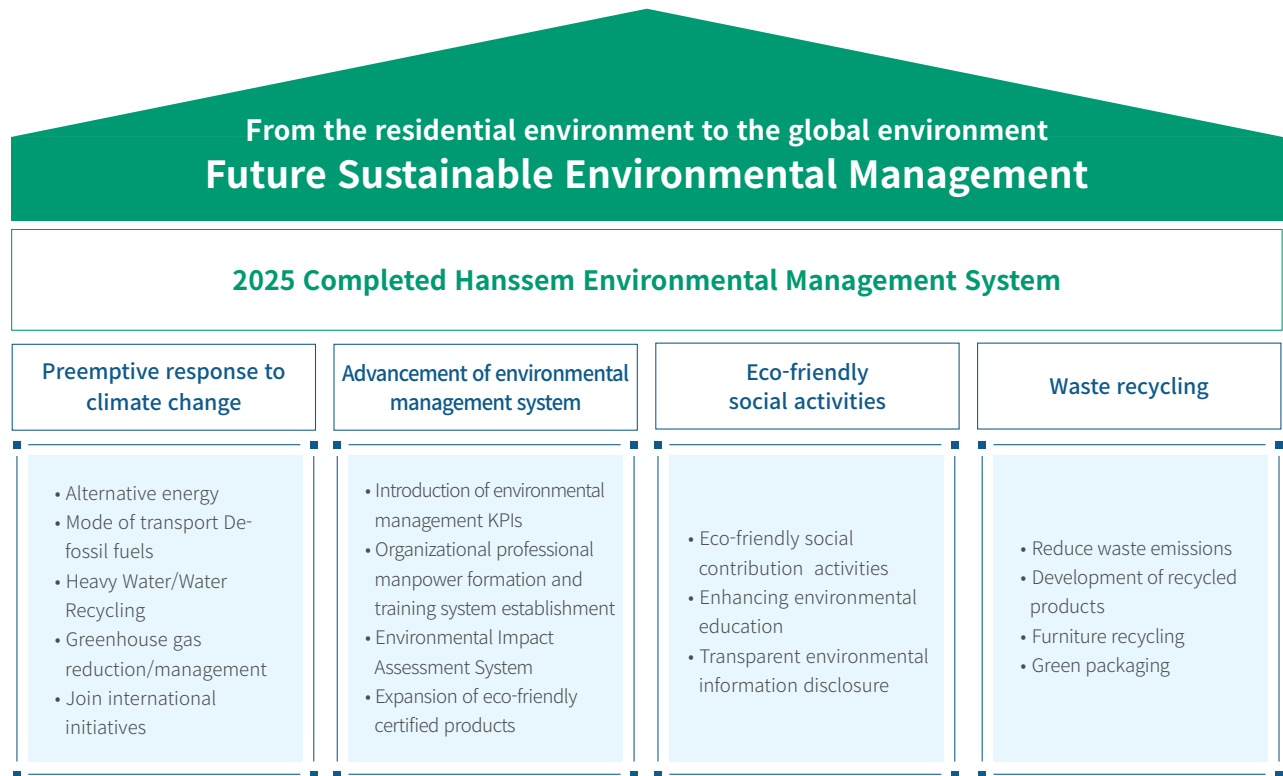 From the residential environment to the global environment
Future Sustainable Environmental Management
2025 Completed Hanssem Environmental Management System
Preemptive response to
climate change
• Alternative energy
• Mode of transport De-
fossil fuels
• Heavy Water/Water
Recycling
• Greenhouse gas
reduction/management
• Join international
initiatives
Advancement of environmental
management system
• Introduction of environmental
management KPIs
• Organizational professional
manpower formation and
training system establishment
• Environmental Impact
Assessment System
• Expansion of eco-friendly
certified products
Eco-friendly
social activities
• Eco-friendly social
contribution activities
• Enhancing environmental
education
• Transparent environmental
information disclosure
Waste recycling
• Reduce waste emissions
• Development of recycled
products
• Furniture recycling
• Green packaging